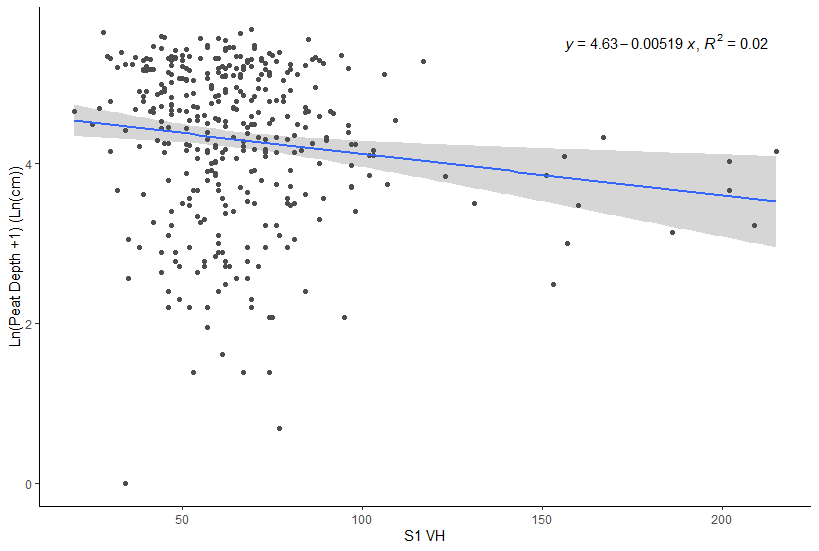 y = 4.63 − 0.00519 x, R² = 0.02
Ln(Peat Depth +1) (Ln(cm))
4
2
0
50
100
150
200
S1 VH